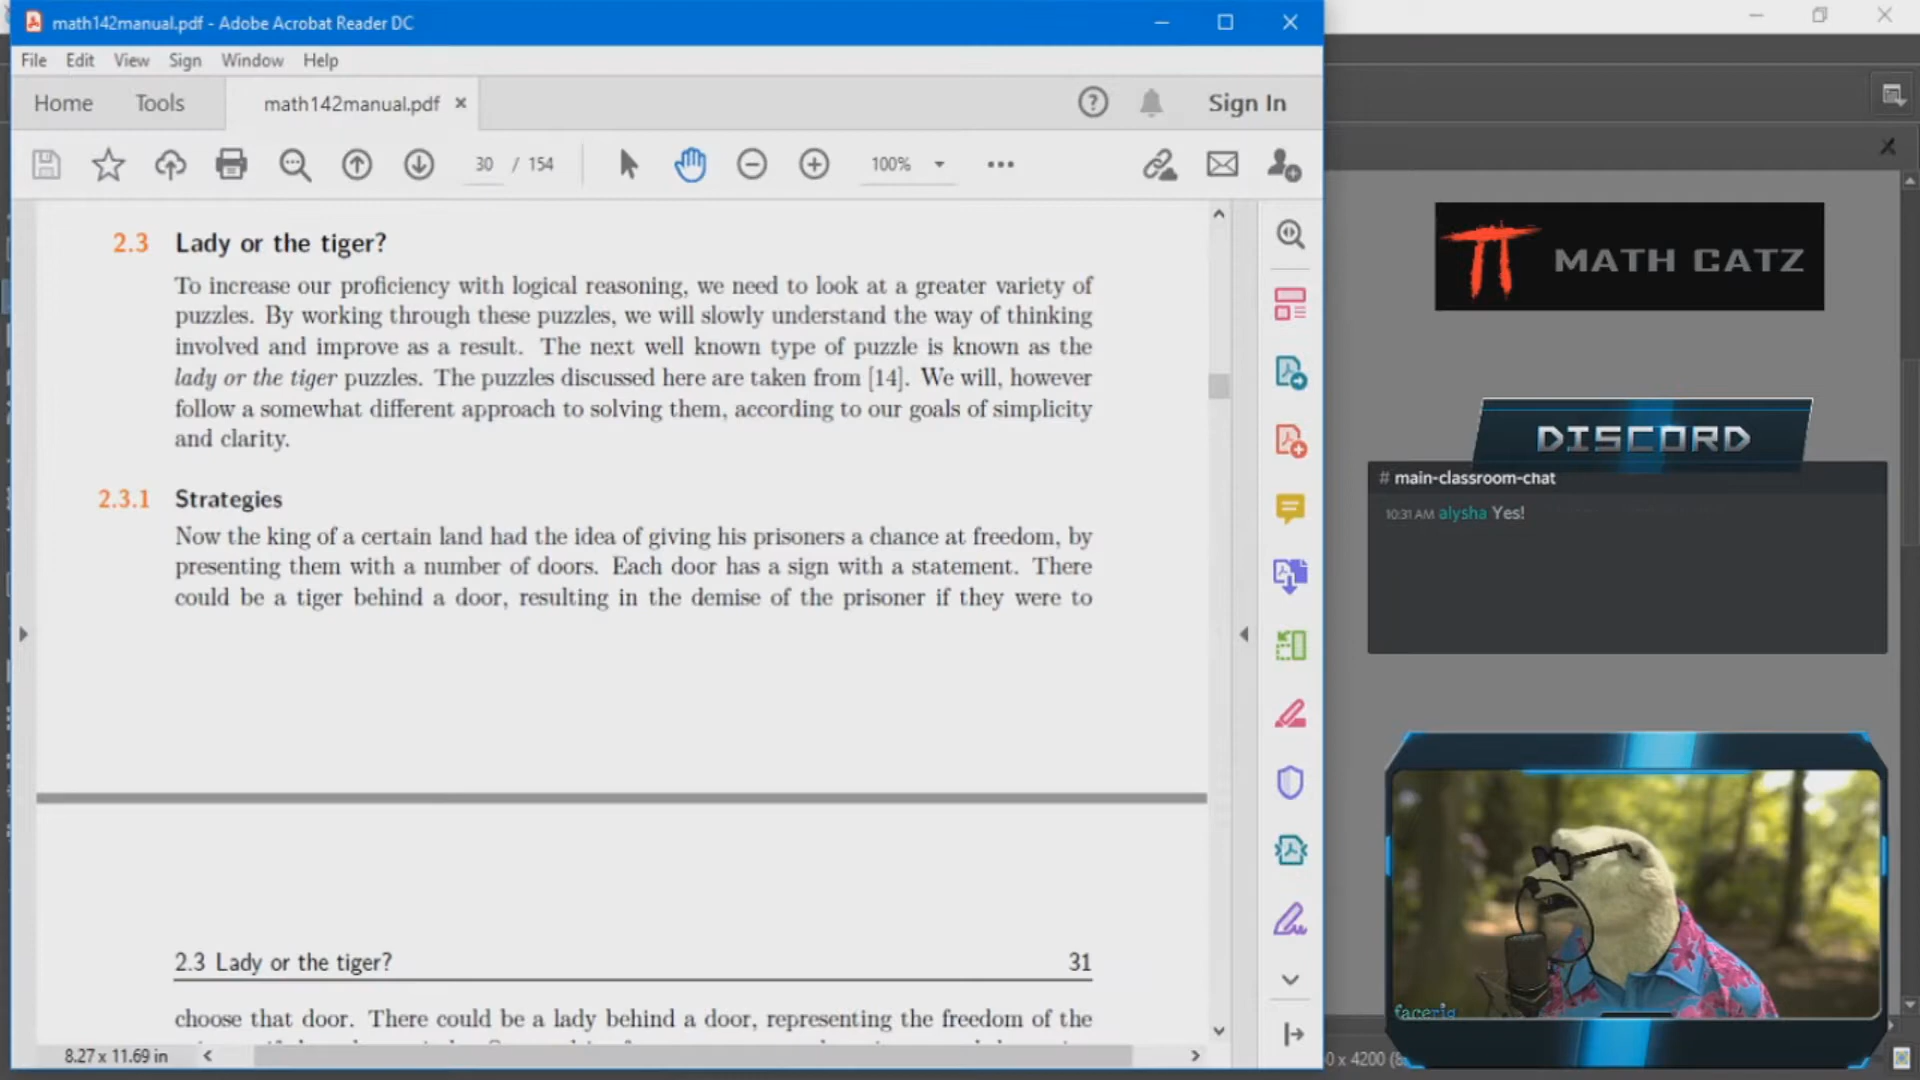 math142manual.pdf - Adobe Acrobat Reader DC
File Edit View Sign Window Help
Home Tools math142manual.pdf × Sign In
30 / 154 100%
2.3 Lady or the tiger?
To increase our proficiency with logical reasoning, we need to look at a greater variety of
puzzles. By working through these puzzles, we will slowly understand the way of thinking
involved and improve as a result. The next well known type of puzzle is known as the
lady or the tiger puzzles. The puzzles discussed here are taken from [14]. We will, however
follow a somewhat different approach to solving them, according to our goals of simplicity
and clarity.
2.3.1 Strategies
Now the king of a certain land had the idea of giving his prisoners a chance at freedom, by
presenting them with a number of doors. Each door has a sign with a statement. There
could be a tiger behind a door, resulting in the demise of the prisoner if they were to
2.3 Lady or the tiger? 31
choose that door. There could be a lady behind a door, representing the freedom of the
8.27 x 11.69 in
π MATH CATZ
DISCORD
# main-classroom-chat
10:31 AM alysha Yes!
facerig
0 x 4200